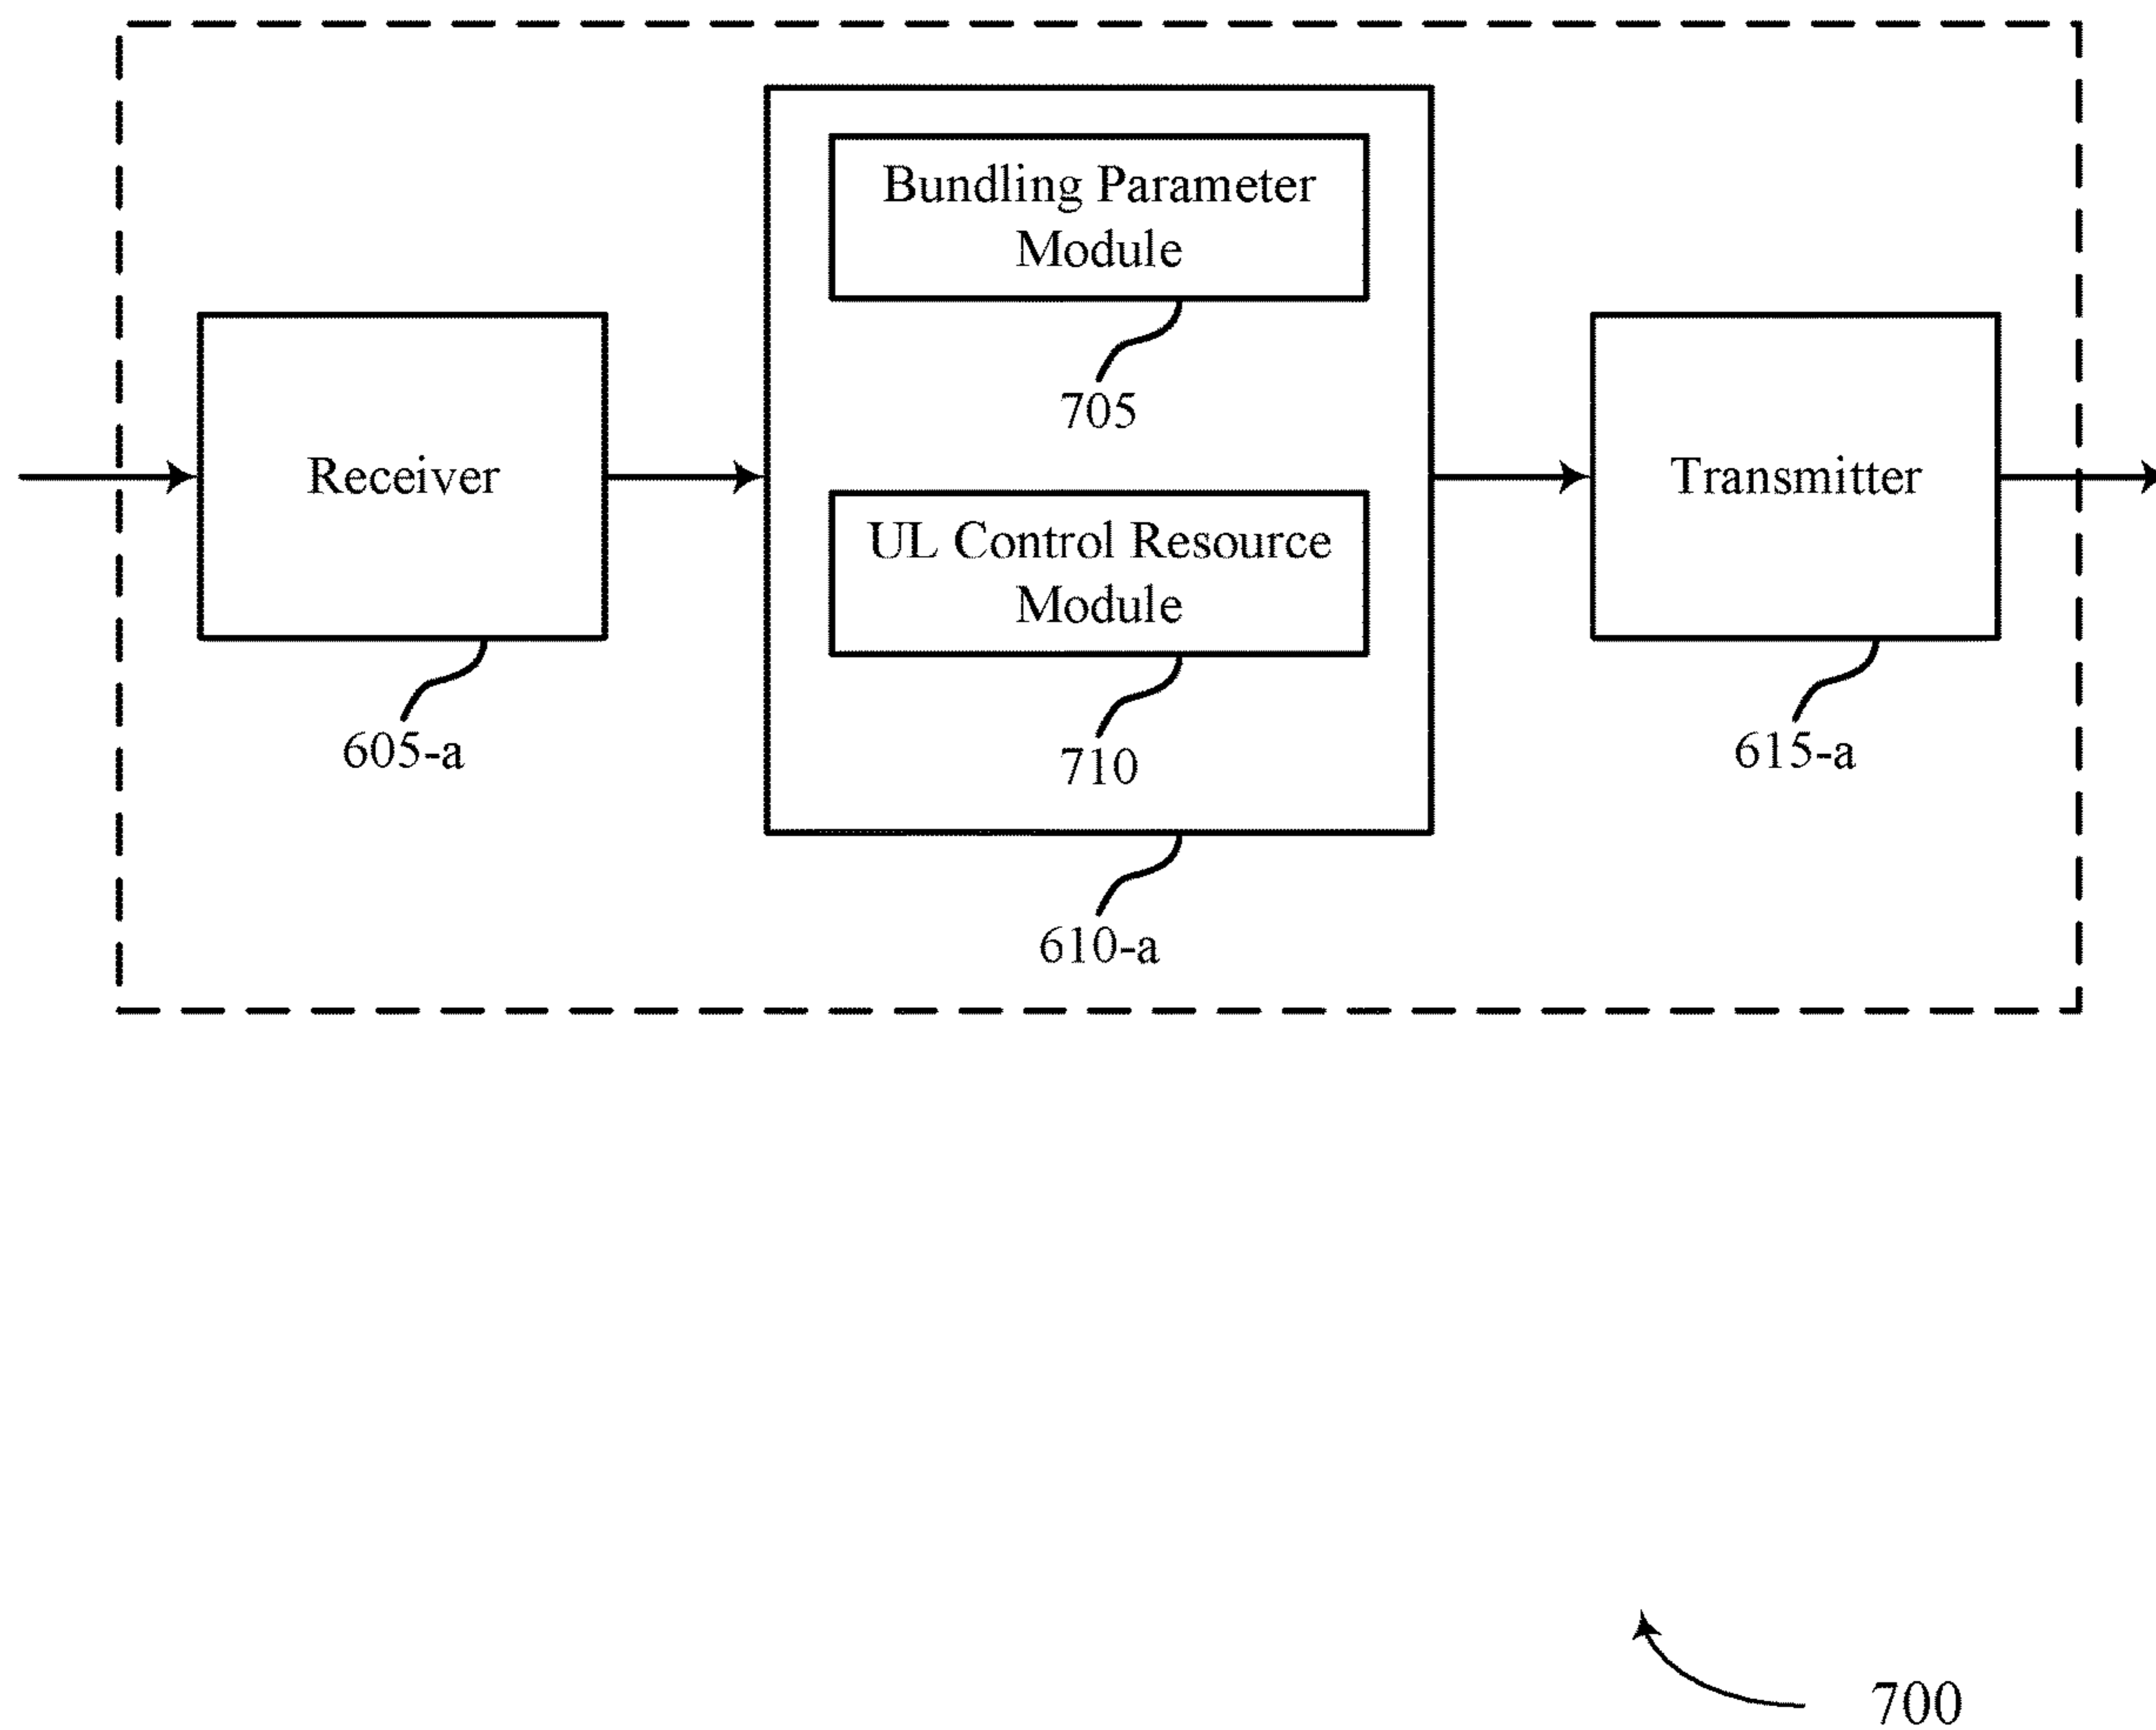 Bundling Parameter
Module
705
Receiver
605-a
UL Control Resource
Module
710
610-a
Transmitter
615-a
700